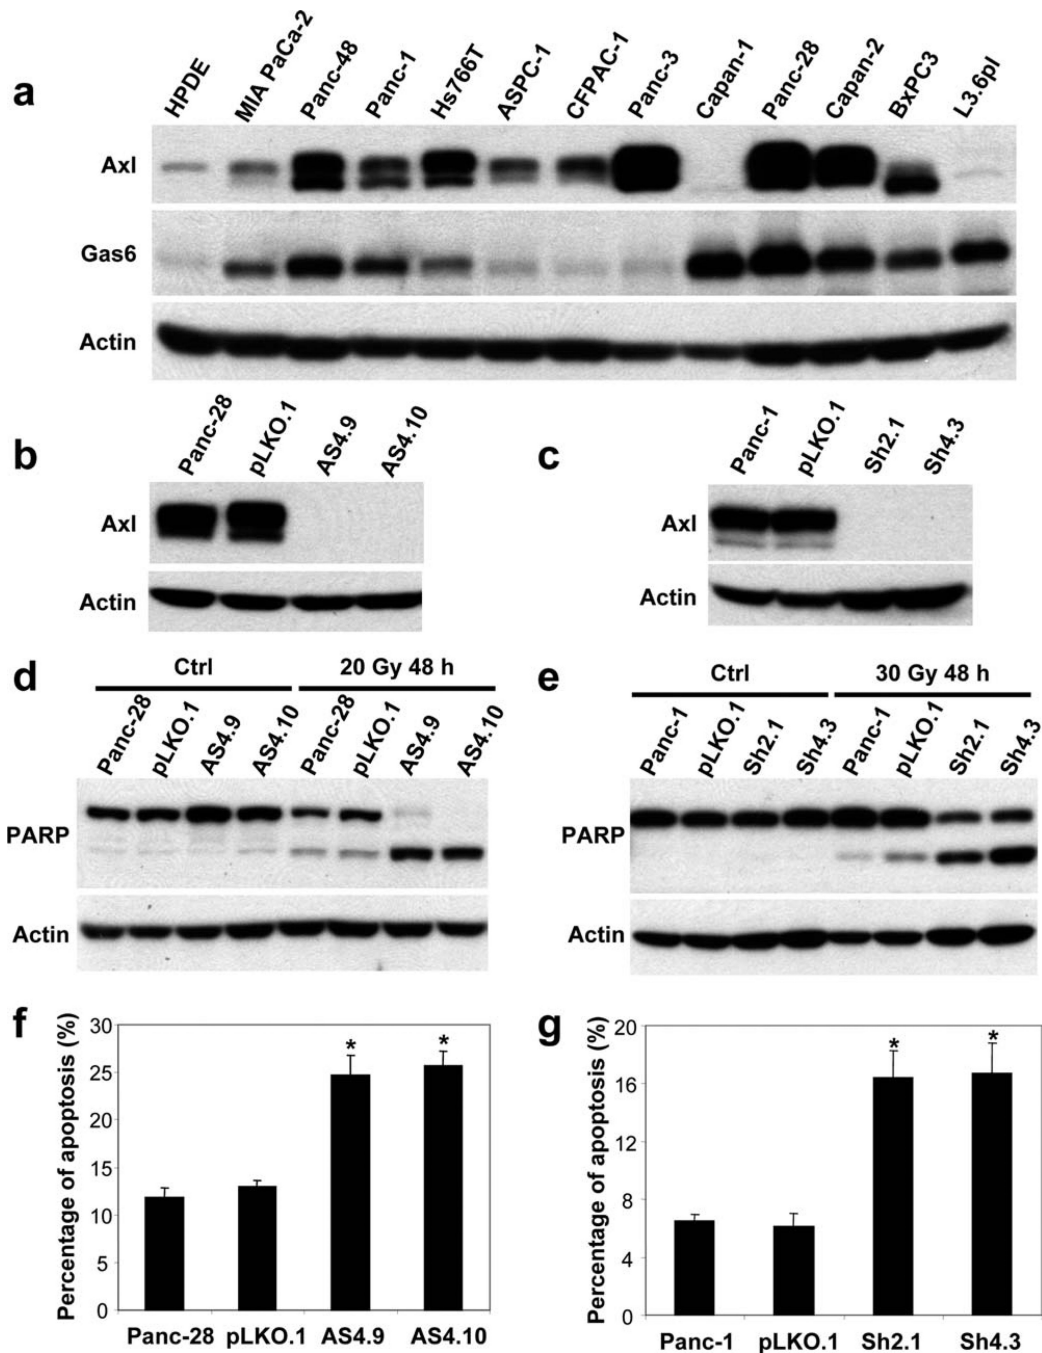 a
HPDE MIA PaCa-2 Panc-48 Panc-1 Hs766T ASPC-1 CFPAC-1 Panc-3 Capan-1 Panc-28 Capan-2 BxPC3 L3.6pl
Axl
Gas6
Actin
b
Panc-28 pLKO.1 AS4.9 AS4.10
Axl
Actin
c
Panc-1 pLKO.1 Sh2.1 Sh4.3
Axl
Actin
d
Ctrl 20 Gy 48 h
Panc-28 pLKO.1 AS4.9 AS4.10 Panc-28 pLKO.1 AS4.9 AS4.10
PARP
Actin
e
Ctrl 30 Gy 48 h
Panc-1 pLKO.1 Sh2.1 Sh4.3 Panc-1 pLKO.1 Sh2.1 Sh4.3
PARP
Actin
f
Percentage of apoptosis (%)
30
25
20
15
10
5
0
* *
Panc-28 pLKO.1 AS4.9 AS4.10
g
Percentage of apoptosis (%)
20
16
12
8
4
0
* *
Panc-1 pLKO.1 Sh2.1 Sh4.3